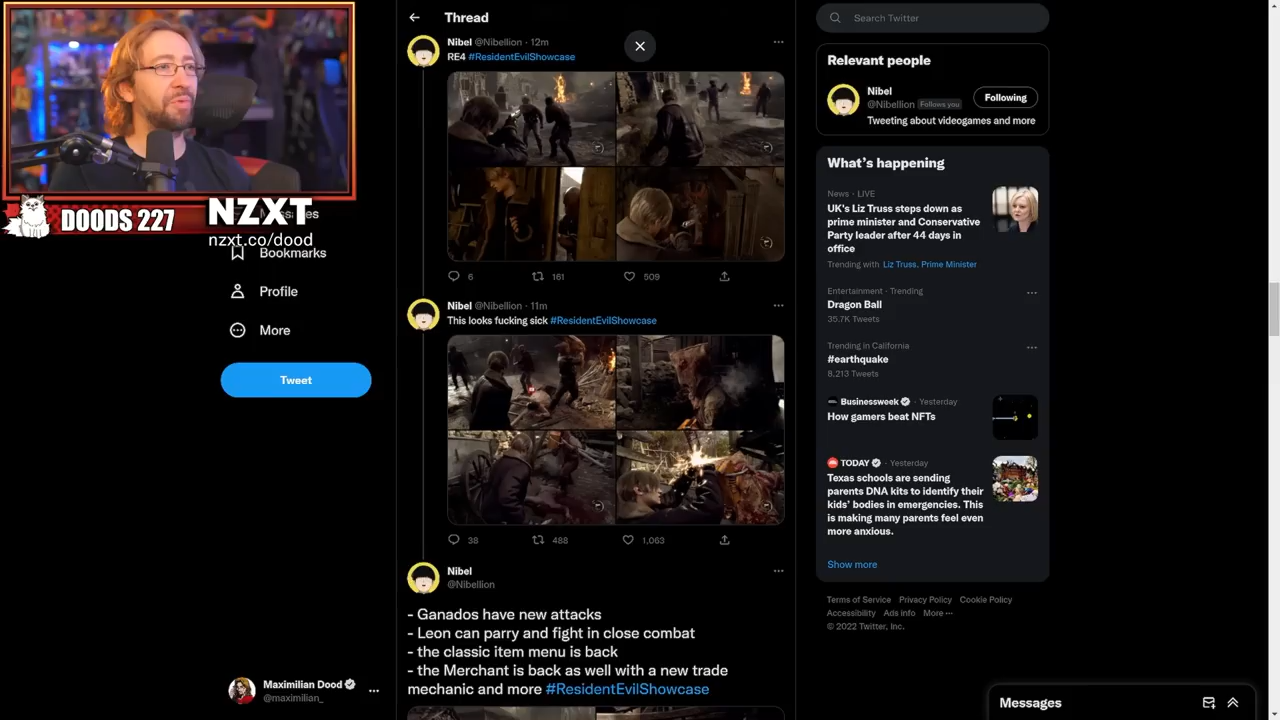 DOODS 227
NZXT
nzxt.co/dood
Bookmarks
Profile
More
Tweet
Maximilian Dood
@maximilian_
Thread
Nibel @Nibellion · 12m
RE4 #ResidentEvilShowcase
6 161 509
Nibel @Nibellion · 11m
This looks fucking sick #ResidentEvilShowcase
38 488 1,063
Nibel
@Nibellion
- Ganados have new attacks
- Leon can parry and fight in close combat
- the classic item menu is back
- the Merchant is back as well with a new trade
mechanic and more #ResidentEvilShowcase
Search Twitter
Relevant people
Nibel
@Nibellion Follows you
Following
Tweeting about videogames and more
What's happening
News · LIVE
UK's Liz Truss steps down as
prime minister and Conservative
Party leader after 44 days in
office
Trending with Liz Truss, Prime Minister
Entertainment · Trending
Dragon Ball
35.7K Tweets
Trending in California
#earthquake
8,213 Tweets
Businessweek · Yesterday
How gamers beat NFTs
TODAY · Yesterday
Texas schools are sending
parents DNA kits to identify their
kids' bodies in emergencies. This
is making many parents feel even
more anxious.
Show more
Terms of Service Privacy Policy Cookie Policy
Accessibility Ads info More ···
© 2022 Twitter, Inc.
Messages